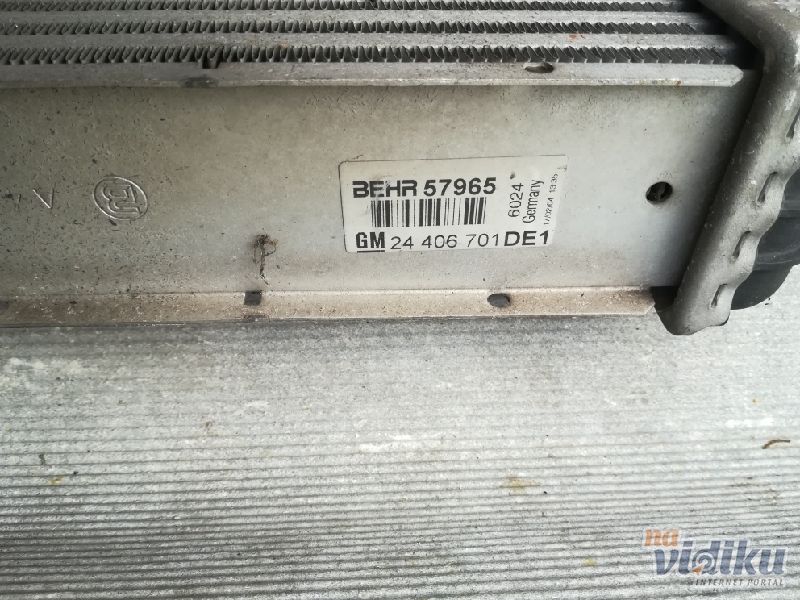 BEHR 57965
6024
Germany
GM 24 406 701 DE1
na
vidiku
INTERNET PORTAL